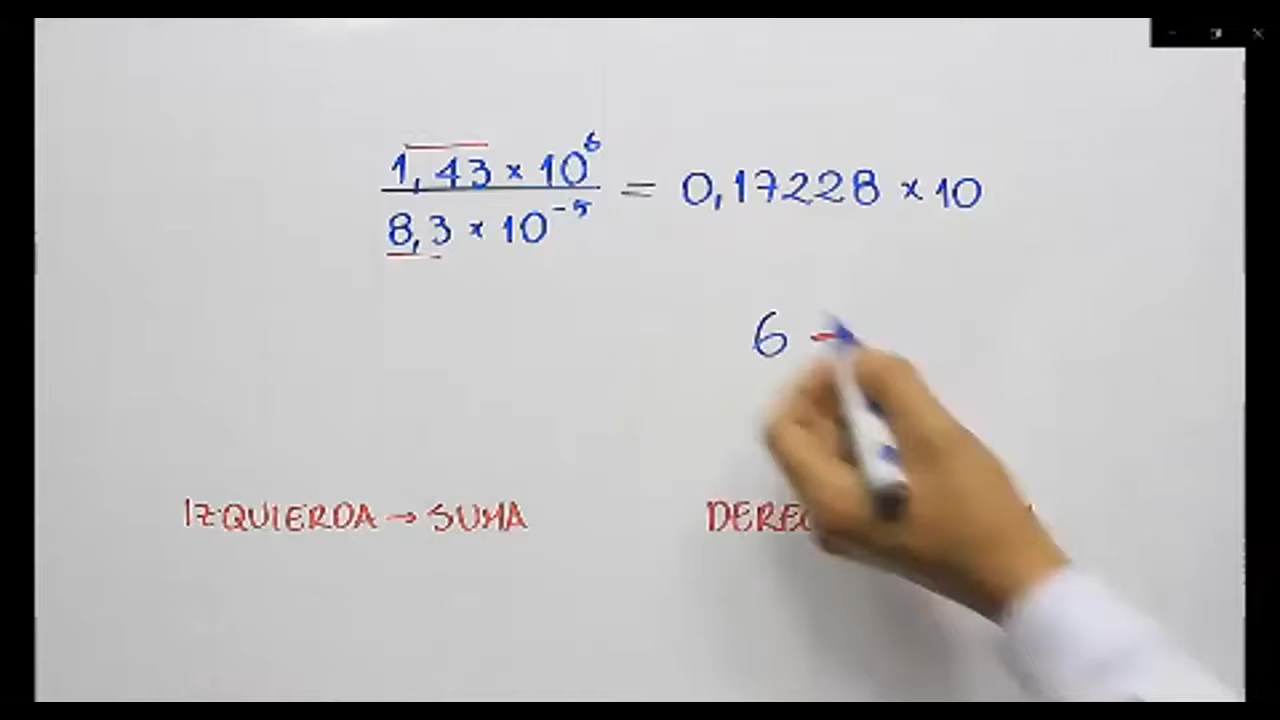 1,43 × 10⁶ = 0,17228 × 10
8,3 × 10⁻⁵
6 -
IZQUIERDA → SUMA